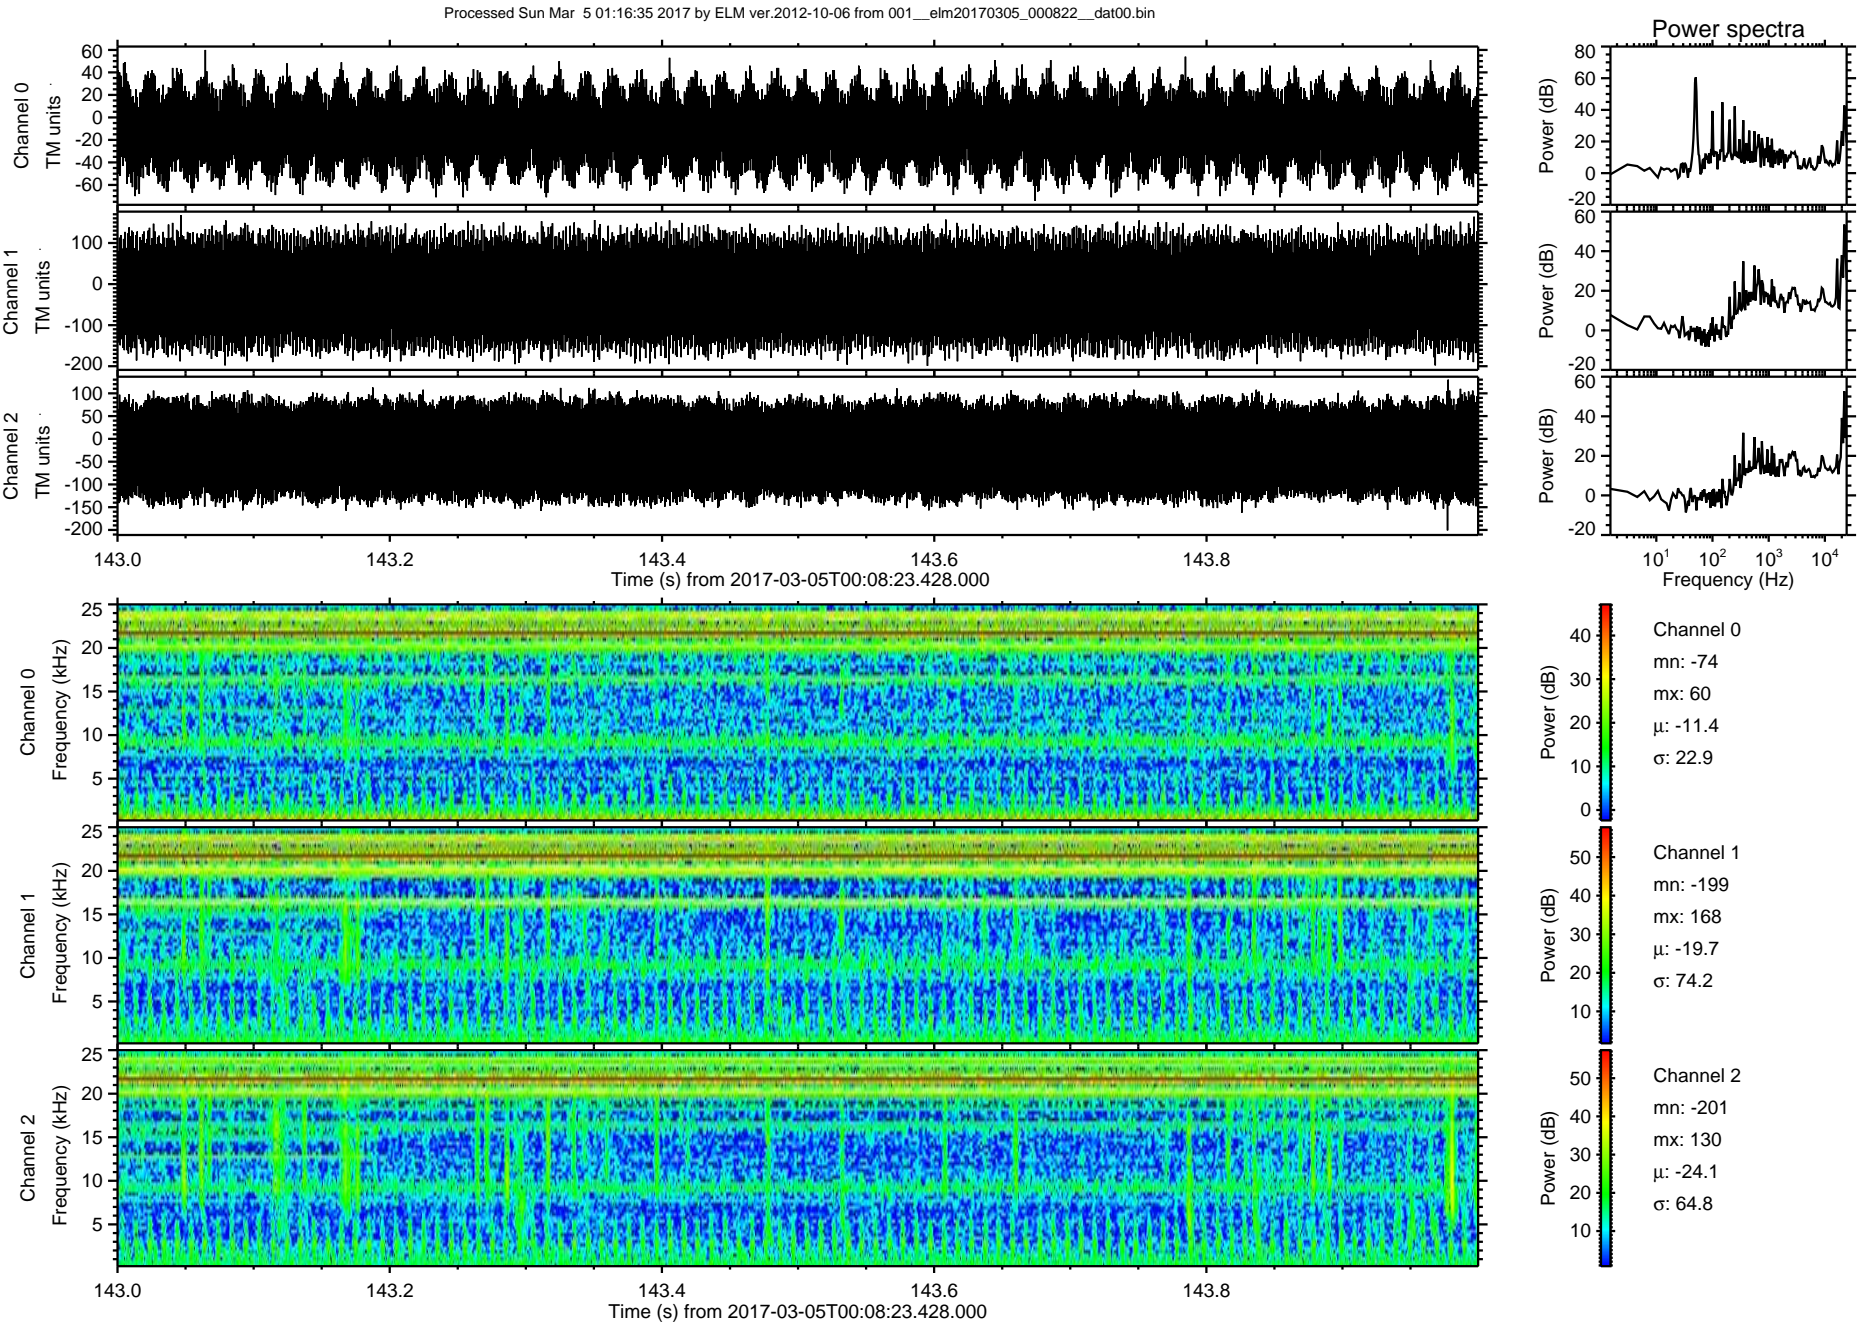 Processed Sun Mar 5 01:16:35 2017 by ELM ver.2012-10-06 from 001__elm20170305_000822__dat00.bin
Power spectra
Channel 0
TM units
60
40
20
0
-20
-40
-60
Power (dB)
80
60
40
20
0
-20
Channel 1
TM units
100
0
-100
-200
Power (dB)
60
40
20
0
-20
Channel 2
TM units
100
50
0
-50
-100
-150
-200
Power (dB)
60
40
20
0
-20
143.0 143.2 143.4 143.6 143.8
Time (s) from 2017-03-05T00:08:23.428.000
10^1 10^2 10^3 10^4
Frequency (Hz)
Channel 0
Frequency (kHz)
25
20
15
10
5
Power (dB)
40
30
20
10
0
Channel 0
mn: -74
mx: 60
μ: -11.4
σ: 22.9
Channel 1
Frequency (kHz)
25
20
15
10
5
Power (dB)
50
40
30
20
10
Channel 1
mn: -199
mx: 168
μ: -19.7
σ: 74.2
Channel 2
Frequency (kHz)
25
20
15
10
5
Power (dB)
50
40
30
20
10
Channel 2
mn: -201
mx: 130
μ: -24.1
σ: 64.8
143.0 143.2 143.4 143.6 143.8
Time (s) from 2017-03-05T00:08:23.428.000